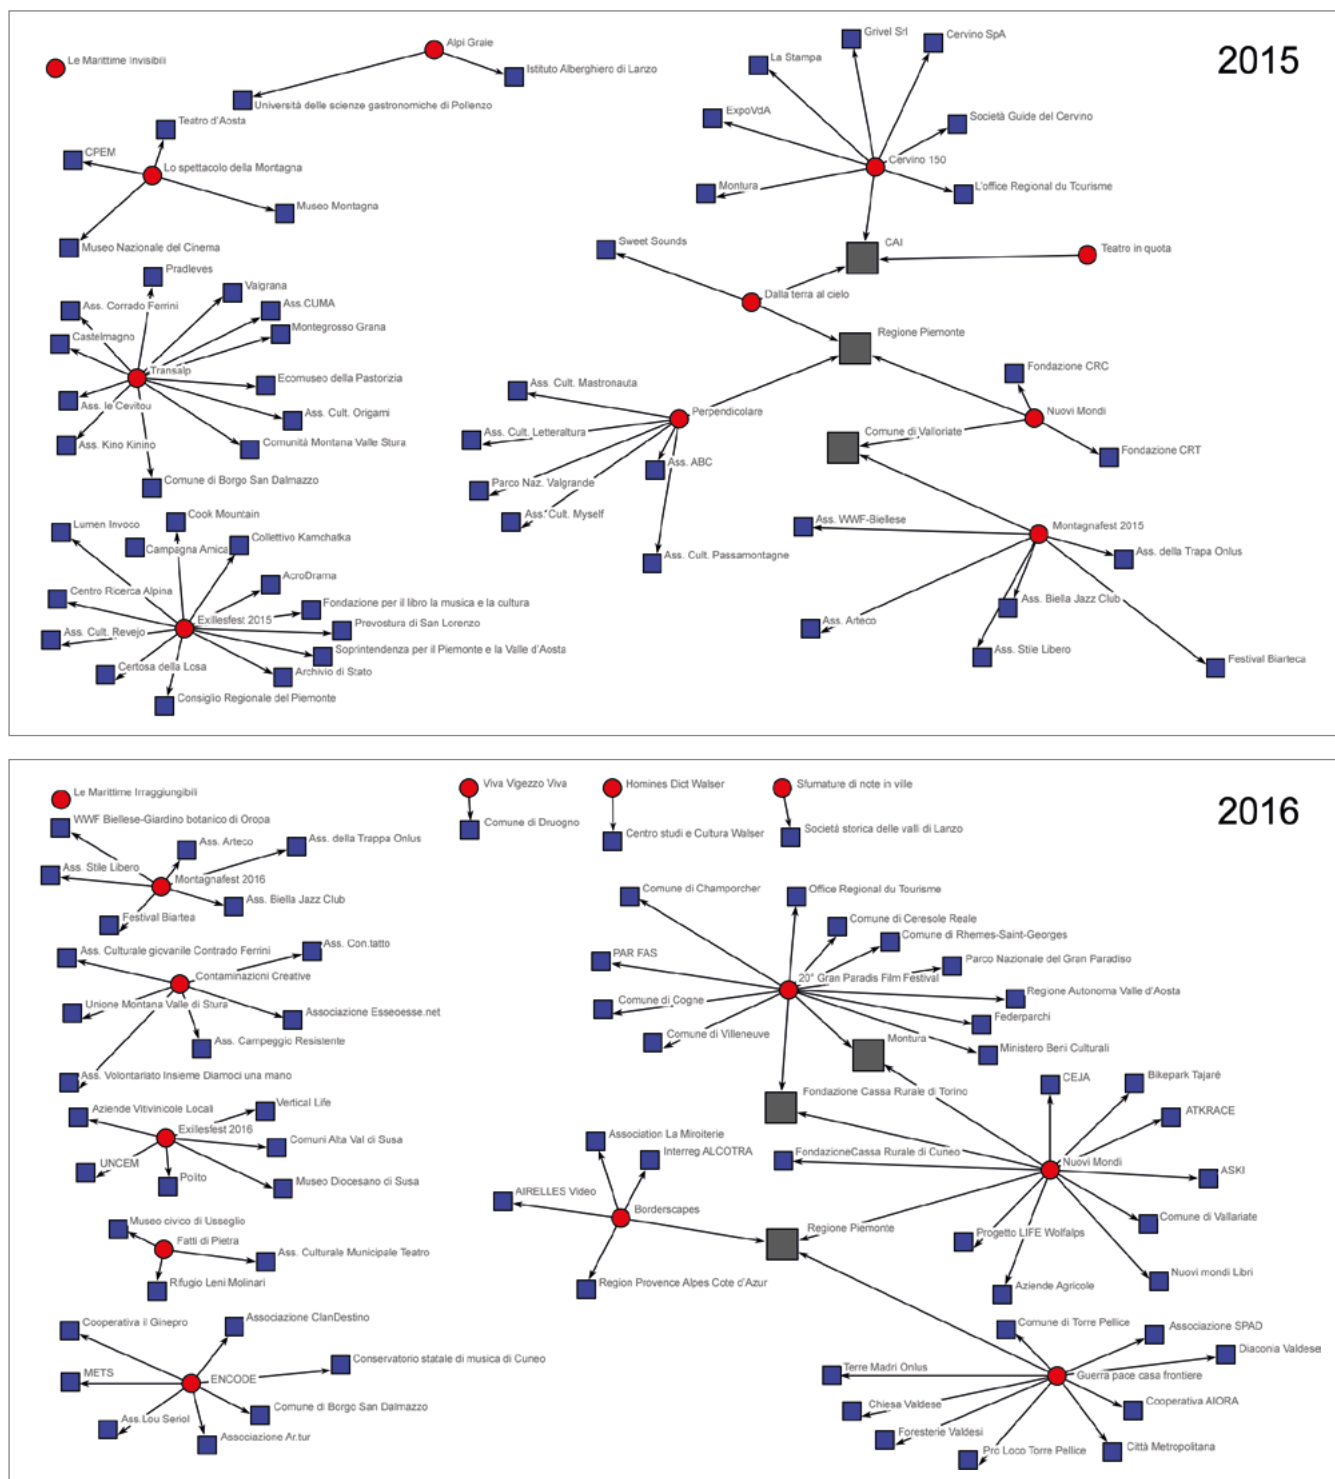 2015
Le Marittime Invisibili
Alpi Graie
Istituto Alberghiero di Lanzo
Università delle scienze gastronomiche di Pollenzo
Teatro d'Aosta
CPEM
Lo spettacolo della Montagna
Museo Montagna
Museo Nazionale del Cinema
Grivel Srl
Cervino SpA
La Stampa
ExpoVdA
Società Guide del Cervino
Cervino 150
Montura
L'office Regional du Tourisme
CAI
Teatro in quota
Sweet Sounds
Dalla terra al cielo
Regione Piemonte
Pradleves
Valgrana
Ass. Corrado Ferrini
Ass.CUMA
Castelmagno
Montegrosso Grana
Transalp
Ecomuseo della Pastorizia
Ass. le Cevitou
Ass. Cult. Origami
Ass. Kino Kinino
Comunità Montana Valle Stura
Comune di Borgo San Dalmazzo
Fondazione CRC
Ass. Cult. Mastronauta
Perpendicolare
Nuovi Mondi
Ass. Cult. Letteraltura
Comune di Valloriate
Fondazione CRT
Ass. ABC
Parco Naz. Valgrande
Ass. Cult. Myself
Ass. Cult. Passamontagne
Ass. WWF-Biellese
Montagnafest 2015
Ass. della Trapa Onlus
Ass. Biella Jazz Club
Ass. Arteco
Ass. Stile Libero
Festival Biarteca
Cook Mountain
Lumen Invoco
Collettivo Kamchatka
Campagna Amica
AcroDrama
Centro Ricerca Alpina
Fondazione per il libro la musica e la cultura
Exillesfest 2015
Prevostura di San Lorenzo
Ass. Cult. Revejo
Soprintendenza per il Piemonte e la Valle d'Aosta
Certosa della Losa
Archivio di Stato
Consiglio Regionale del Piemonte
2016
Le Marittime Irraggiungibili
Viva Vigezzo Viva
Homines Dict Walser
Sfumature di note in ville
Comune di Druogno
Centro studi e Cultura Walser
Società storica delle valli di Lanzo
WWF Biellese-Giardino botanico di Oropa
Ass. Arteco
Ass. della Trappa Onlus
Ass. Stile Libero
Montagnafest 2016
Ass. Biella Jazz Club
Festival Biartea
Ass. Culturale giovanile Contrado Ferrini
Ass. Con.tatto
Contaminazioni Creative
Unione Montana Valle di Stura
Associazione Esseoesse.net
Ass. Campeggio Resistente
Ass. Volontariato Insieme Diamoci una mano
Comune di Champorcher
Office Regional du Tourisme
Comune di Ceresole Reale
Comune di Rhemes-Saint-Georges
PAR FAS
Parco Nazionale del Gran Paradiso
20° Gran Paradis Film Festival
Comune di Cogne
Regione Autonoma Valle d'Aosta
Federparchi
Comune di Villeneuve
Montura
Ministero Beni Culturali
Fondazione Cassa Rurale di Torino
CEJA
Bikepark Tajaré
ATKRACE
FondazioneCassa Rurale di Cuneo
Nuovi Mondi
ASKI
Comune di Vallariate
Progetto LIFE Wolfalps
Nuovi mondi Libri
Aziende Agricole
Aziende Vitivinicole Locali
Vertical Life
Exillesfest 2016
Comuni Alta Val di Susa
UNCEM
Polito
Museo Diocesano di Susa
Association La Miroiterie
Interreg ALCOTRA
AIRELLES Video
Borderscapes
Regione Piemonte
Region Provence Alpes Cote d'Azur
Museo civico di Usseglio
Fatti di Pietra
Ass. Culturale Municipale Teatro
Rifugio Leni Molinari
Cooperativa il Ginepro
Associazione ClanDestino
Conservatorio statale di musica di Cuneo
METS
ENCODE
Comune di Borgo San Dalmazzo
Ass.Lou Seriol
Associazione Ar.tur
Comune di Torre Pellice
Associazione SPAD
Diaconia Valdese
Terre Madri Onlus
Guerra pace casa frontiere
Chiesa Valdese
Cooperativa AIORA
Foresterie Valdesi
Pro Loco Torre Pellice
Città Metropolitana